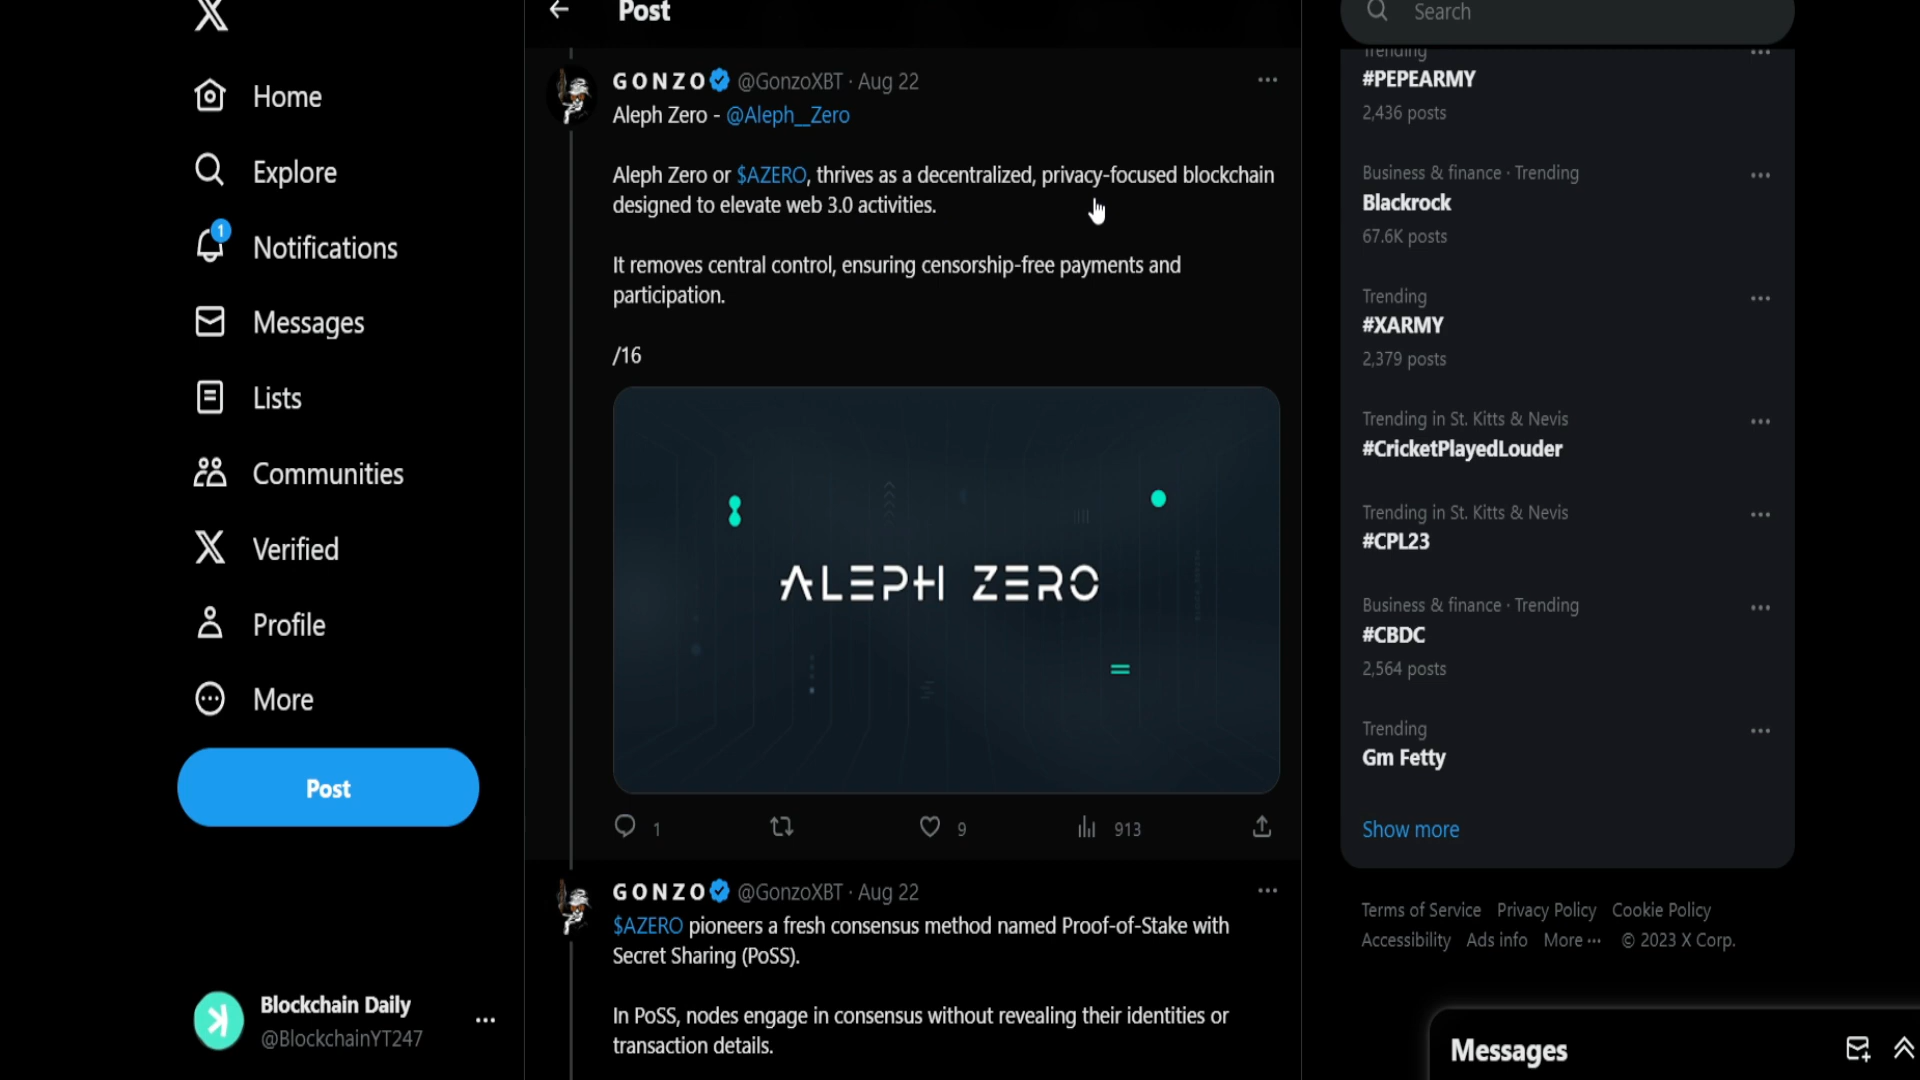 Home
Explore
1
Notifications
Messages
Lists
Communities
Verified
Profile
More
Post
Blockchain Daily
@BlockchainYT247
Post
GONZO @GonzoXBT · Aug 22
Aleph Zero - @Aleph__Zero
Aleph Zero or $AZERO, thrives as a decentralized, privacy-focused blockchain
designed to elevate web 3.0 activities.
It removes central control, ensuring censorship-free payments and
participation.
/16
ALEPH ZERO
1
9
913
GONZO @GonzoXBT · Aug 22
$AZERO pioneers a fresh consensus method named Proof-of-Stake with
Secret Sharing (PoSS).
In PoSS, nodes engage in consensus without revealing their identities or
transaction details.
Search
Trending
#PEPEARMY
2,436 posts
Business & finance · Trending
Blackrock
67.6K posts
Trending
#XARMY
2,379 posts
Trending in St. Kitts & Nevis
#CricketPlayedLouder
Trending in St. Kitts & Nevis
#CPL23
Business & finance · Trending
#CBDC
2,564 posts
Trending
Gm Fetty
Show more
Terms of Service Privacy Policy Cookie Policy
Accessibility Ads info More ··· © 2023 X Corp.
Messages